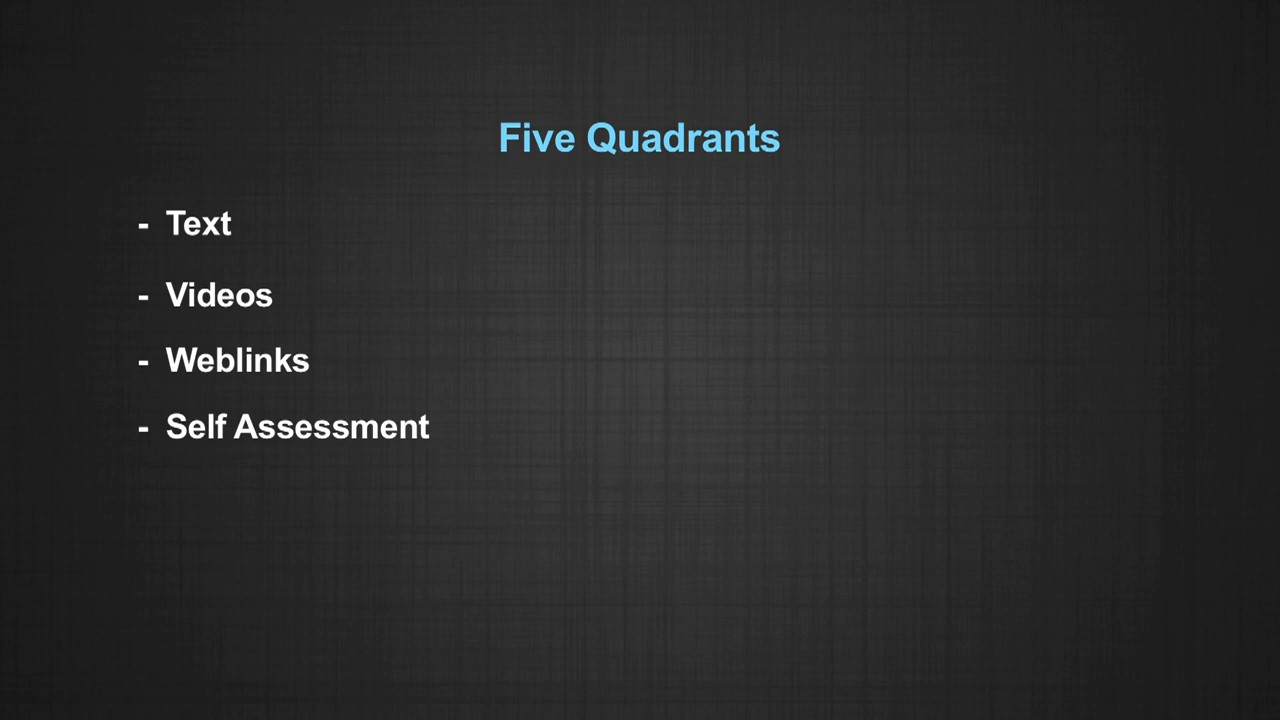 Five Quadrants
- Text
- Videos
- Weblinks
- Self Assessment